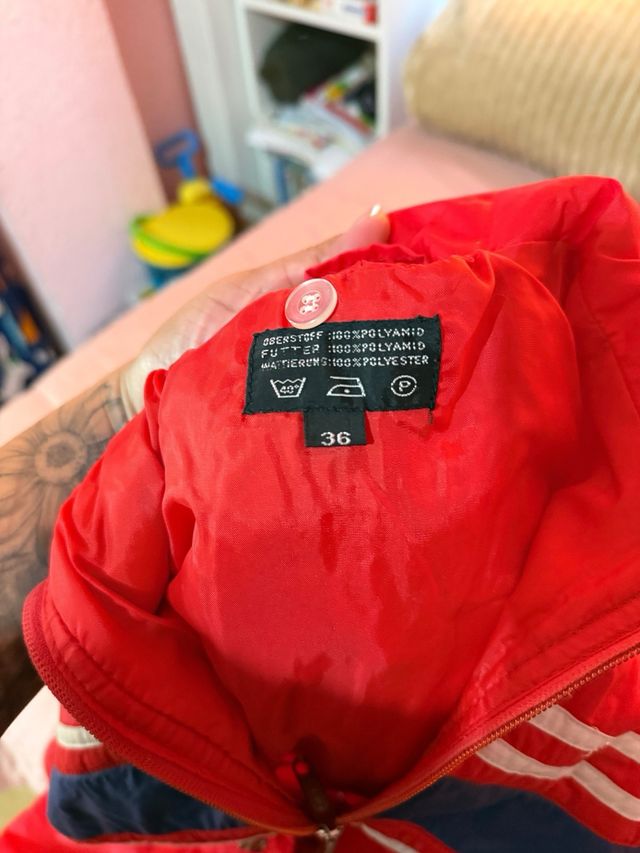 OBERSTOFF :100%POLYAMID
FUTTER :100%POLYAMID
WATTIERUNG:100%POLYESTER
40° P
36